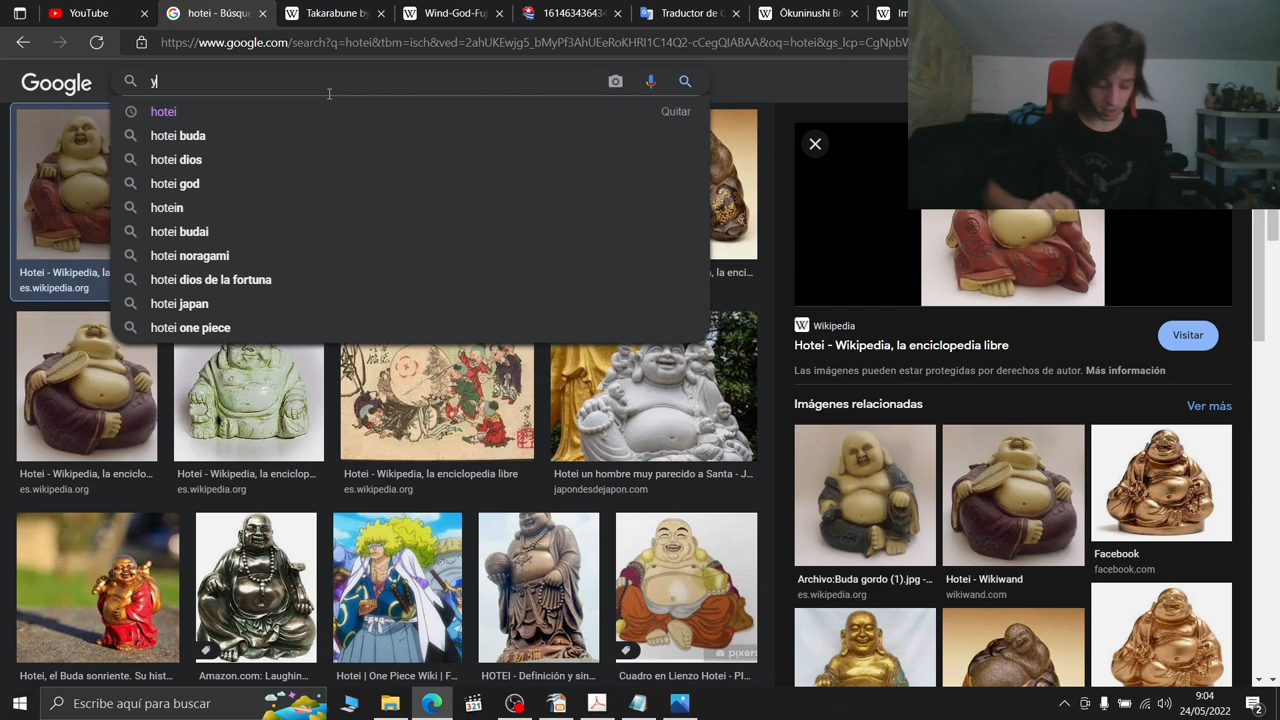 YouTube
hotei - Búsque
Takarabune by
Wind-God-Fuj
161463436434
Traductor de G
Ōkuninushi Br
Im
https://www.google.com/search?q=hotei&tbm=isch&ved=2ahUKEwjg5_bMyPf3AhUEeRoKHRI1C14Q2-cCegQIABAA&oq=hotei&gs_lcp=CgNpbW
Google
y
hotei
Quitar
hotei buda
hotei dios
hotei god
hotein
hotei budai
hotei noragami
hotei dios de la fortuna
hotei japan
hotei one piece
Hotei - Wikipedia, la
es.wikipedia.org
, la enci...
Hotei - Wikipedia, la enciclo...
es.wikipedia.org
Hotei - Wikipedia, la enciclop...
es.wikipedia.org
Hotei - Wikipedia, la enciclopedia libre
es.wikipedia.org
Hotei un hombre muy parecido a Santa - J...
japondesdejapon.com
Hotei, el Buda sonriente. Su hist...
Amazon.com: Laughin...
Hotei | One Piece Wiki | F...
HOTEI - Definición y sin...
pixers
Cuadro en Lienzo Hotei - Pl...
W
Wikipedia
Visitar
Hotei - Wikipedia, la enciclopedia libre
Las imágenes pueden estar protegidas por derechos de autor. Más información
Imágenes relacionadas
Ver más
Archivo:Buda gordo (1).jpg -...
es.wikipedia.org
Hotei - Wikiwand
wikiwand.com
Facebook
facebook.com
Escribe aquí para buscar
321
9:04
24/05/2022
2